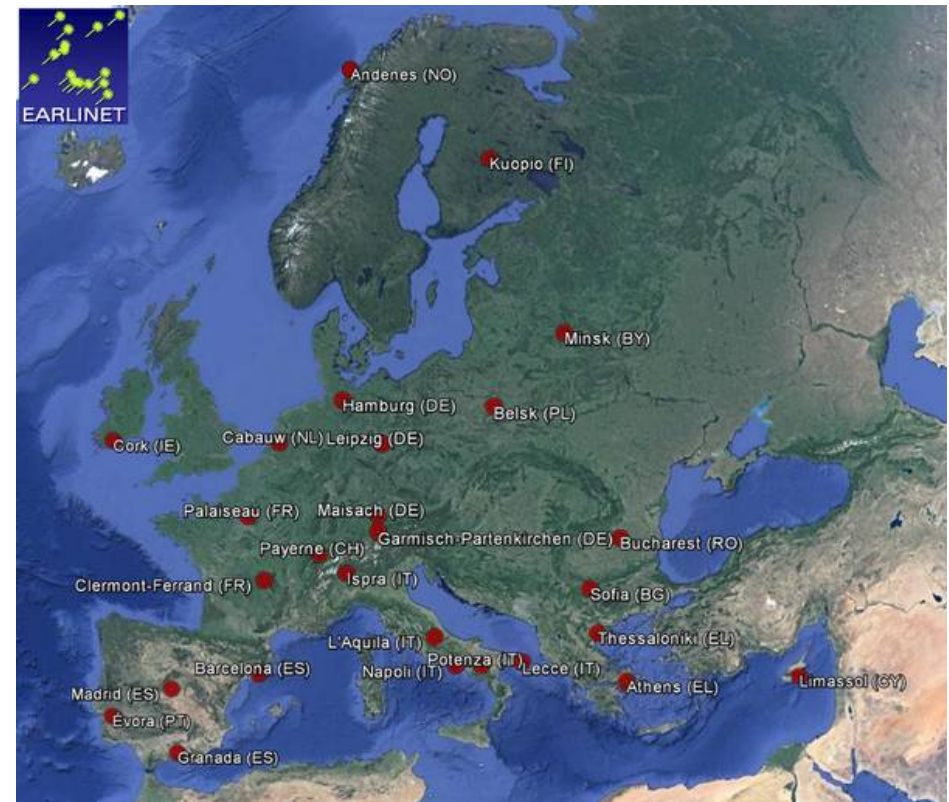 EARLINET
Andenes (NO)
Kuopio (FI)
Minsk (BY)
Hamburg (DE)
Belsk (PL)
Cork (IE)
Cabauw (NL)
Leipzig (DE)
Palaiseau (FR)
Maisach (DE)
Garmisch-Partenkirchen (DE)
Bucharest (RO)
Payerne (CH)
Clermont-Ferrand (FR)
Ispra (IT)
Sofia (BG)
L'Aquila (IT)
Thessaloniki (EL)
Barcelona (ES)
Napoli (IT)
Potenza (IT)
Lecce (IT)
Madrid (ES)
Athens (EL)
Limassol (CY)
Évora (PT)
Granada (ES)